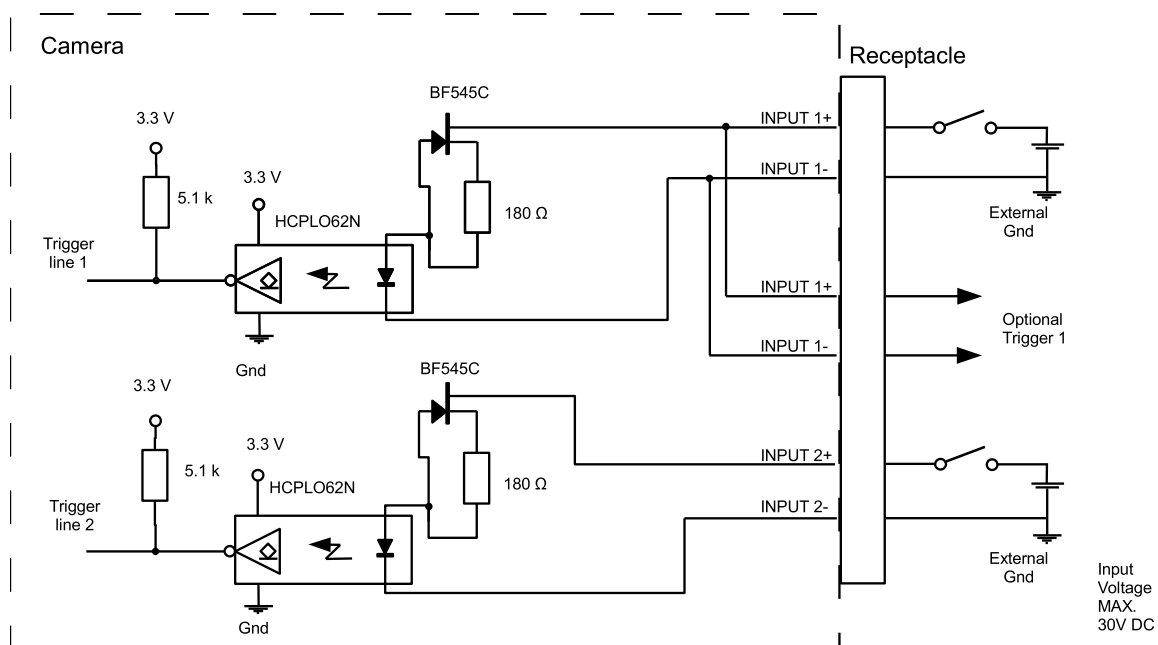 Camera
Receptacle
BF545C
3.3 V
INPUT 1+
3.3 V
INPUT 1-
5.1 k
HCPLO62N
180 Ω
External
Gnd
Trigger
line 1
INPUT 1+
Optional
Trigger 1
INPUT 1-
Gnd
BF545C
3.3 V
3.3 V
INPUT 2+
5.1 k
HCPLO62N
180 Ω
INPUT 2-
Trigger
line 2
External
Gnd
Gnd
Input
Voltage
MAX.
30V DC